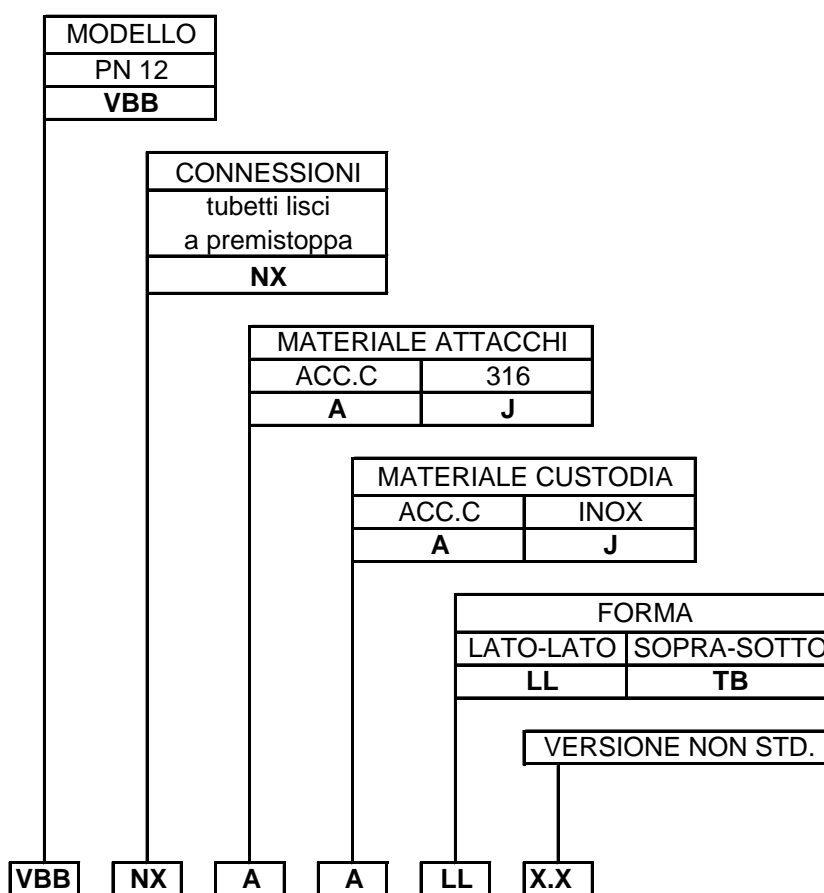 MODELLO
PN 12
VBB
CONNESSIONI
tubetti lisci
a premistoppa
NX
MATERIALE ATTACCHI
ACC.C 316
A J
MATERIALE CUSTODIA
ACC.C INOX
A J
FORMA
LATO-LATO SOPRA-SOTTO
LL TB
VERSIONE NON STD.
VBB NX A A LL X.X